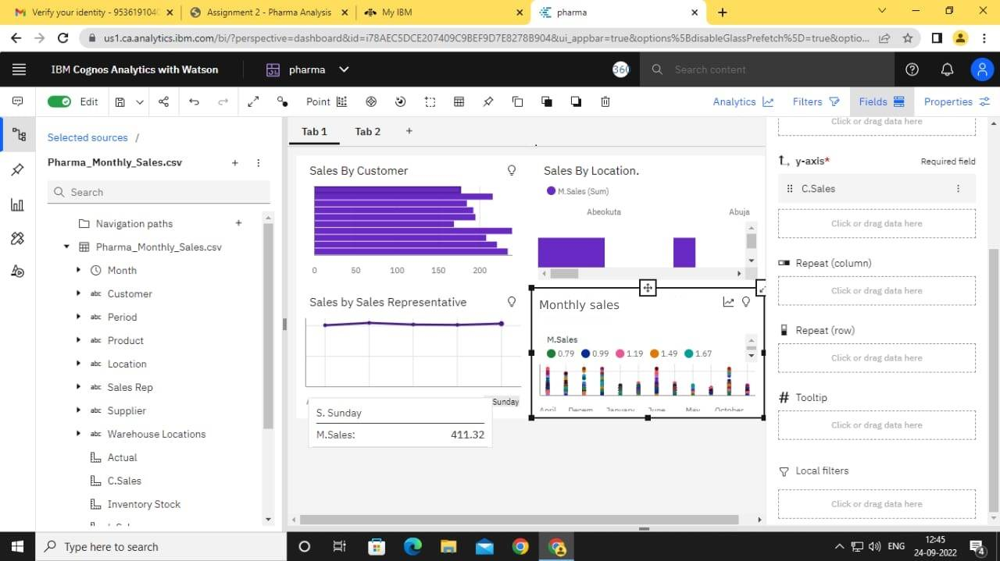 Verify your identity - 9536191040
Assignment 2 - Pharma Analysis
My IBM
pharma
us1.ca.analytics.ibm.com/bi/?perspective=dashboard&id=i78AEC5DCE207409C9BEF9D7E8278B904&ui_appbar=true&options%5BdisableGlassPrefetch%5D=true&optio...
IBM Cognos Analytics with Watson
pharma
360
Search content
Edit
Point
Analytics
Filters
Fields
Properties
Selected sources /
Pharma_Monthly_Sales.csv
Search
Navigation paths
Pharma_Monthly_Sales.csv
Month
abc Customer
abc Period
abc Product
abc Location
abc Sales Rep
abc Supplier
abc Warehouse Locations
Actual
C.Sales
Inventory Stock
Tab 1
Tab 2
Sales By Customer
0 50 100 150 200
Sales By Location.
M.Sales (Sum)
Abeokuta
Abuja
Sales by Sales Representative
Sunday
S. Sunday
M.Sales: 411.32
Monthly sales
M.Sales
0.79 0.99 1.19 1.49 1.67
April Decem January June May October
Click or drag data here
y-axis*
Required field
C.Sales
Click or drag data here
Repeat (column)
Click or drag data here
Repeat (row)
Click or drag data here
Tooltip
Click or drag data here
Local filters
Click or drag data here
Type here to search
ENG
12:45
24-09-2022
4